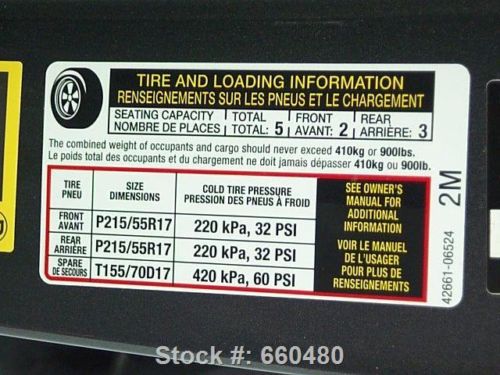 TIRE AND LOADING INFORMATION
RENSEIGNEMENTS SUR LES PNEUS ET LE CHARGEMENT
SEATING CAPACITY TOTAL FRONT REAR
NOMBRE DE PLACES TOTAL: 5 AVANT: 2 ARRIÈRE: 3
The combined weight of occupants and cargo should never exceed 410kg or 900lbs.
Le poids total des occupants et du chargement ne doit jamais dépasser 410kg ou 900lb.
TIRE SIZE COLD TIRE PRESSURE
PNEU DIMENSIONS PRESSION DES PNEUS À FROID
FRONT
AVANT P215/55R17 220 kPa, 32 PSI
REAR
ARRIÈRE P215/55R17 220 kPa, 32 PSI
SPARE
DE SECOURS T155/70D17 420 kPa, 60 PSI
SEE OWNER'S
MANUAL FOR
ADDITIONAL
INFORMATION
VOIR LE MANUEL
DE L'USAGER
POUR PLUS DE
RENSEIGNEMENTS
42661-06524 2M
Stock #: 660480